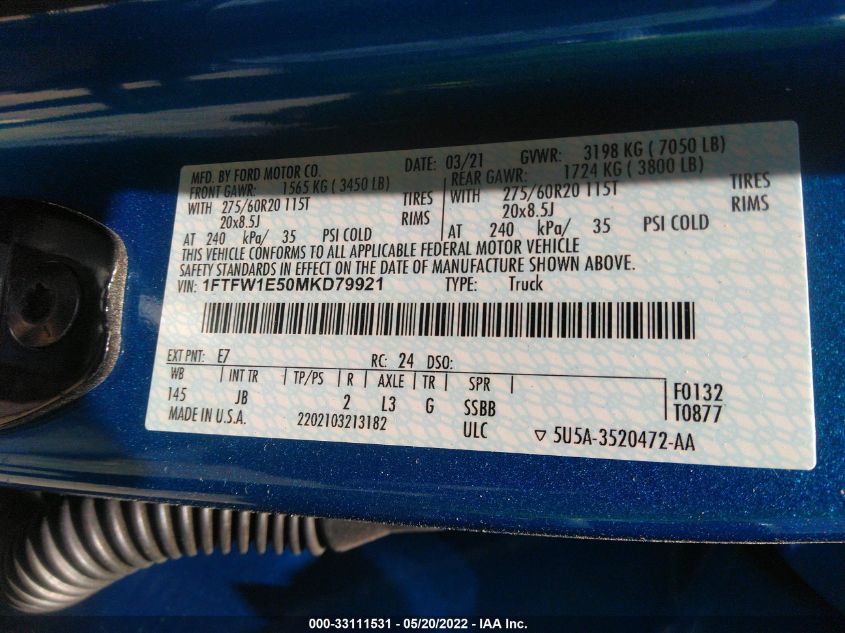 MFD. BY FORD MOTOR CO. DATE: 03/21 GVWR: 3198 KG ( 7050 LB)
FRONT GAWR: 1565 KG ( 3450 LB) REAR GAWR: 1724 KG ( 3800 LB)
WITH 275/60R20 115T TIRES WITH 275/60R20 115T TIRES
20x8.5J RIMS 20x8.5J RIMS
AT 240 kPa/ 35 PSI COLD AT 240 kPa/ 35 PSI COLD
THIS VEHICLE CONFORMS TO ALL APPLICABLE FEDERAL MOTOR VEHICLE
SAFETY STANDARDS IN EFFECT ON THE DATE OF MANUFACTURE SHOWN ABOVE.
VIN: 1FTFW1E50MKD79921 TYPE: Truck
EXT PNT: E7 RC: 24 DSO:
WB INT TR TP/PS R AXLE TR SPR F0132
145 JB 2 L3 G SSBB T0877
MADE IN U.S.A. 2202103213182 ULC ▽ 5U5A-3520472-AA
000-33111531 - 05/20/2022 - IAA Inc.